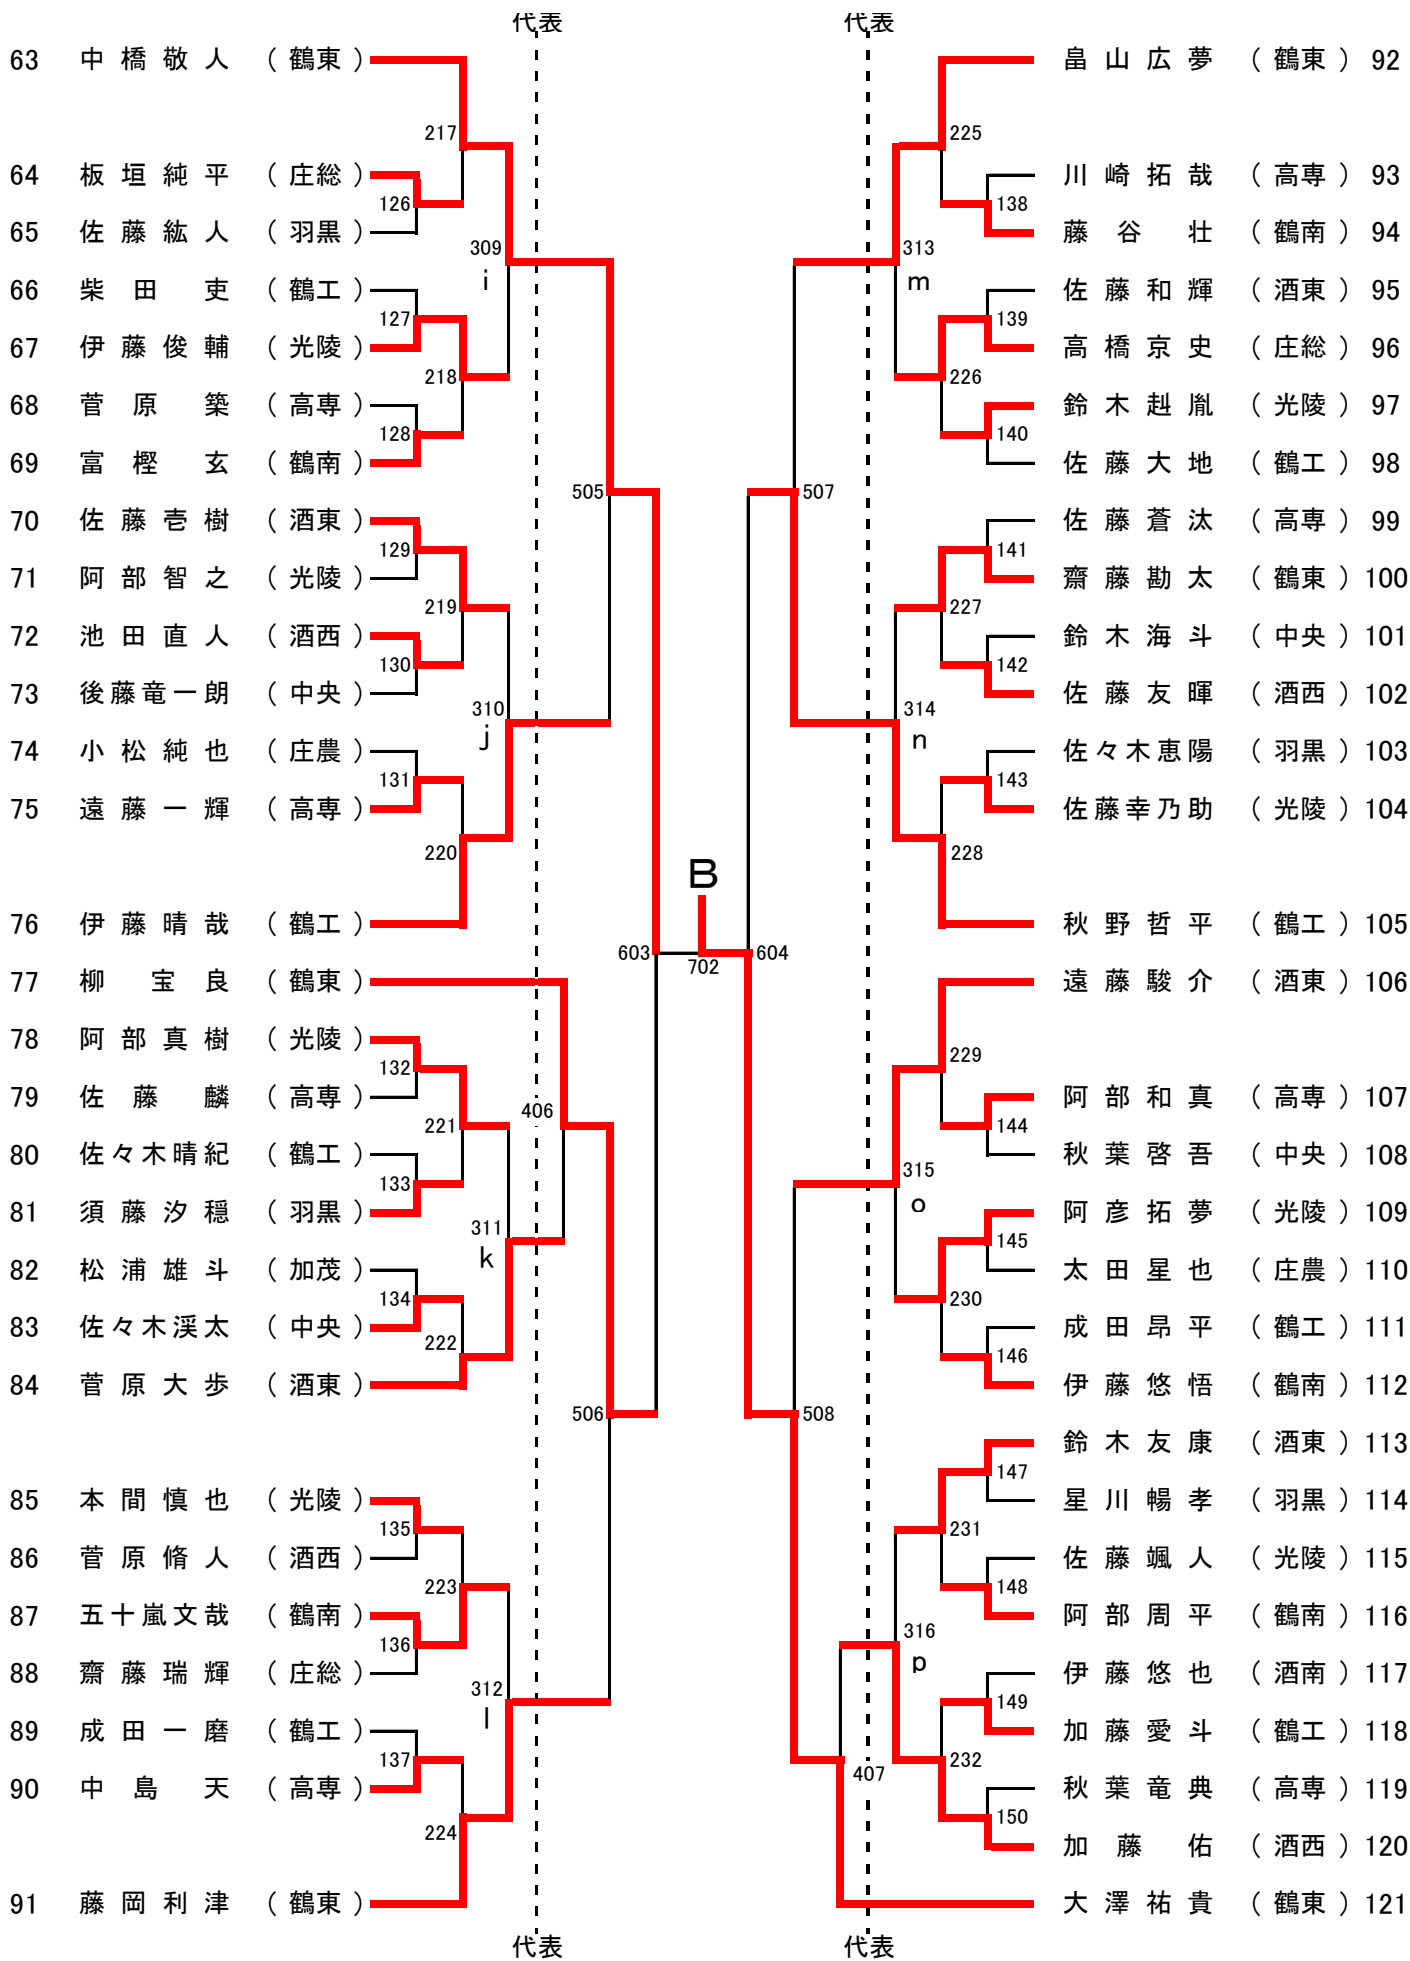 代表 代表
63 中橋敬人 (鶴東)
217
64 板垣純平 (庄総)
126
65 佐藤紘人 (羽黒)
309
i
66 柴田吏 (鶴工)
127
67 伊藤俊輔 (光陵)
218
68 菅原築 (高専)
128
69 富樫玄 (鶴南)
505
70 佐藤壱樹 (酒東)
129
71 阿部智之 (光陵)
219
72 池田直人 (酒西)
130
73 後藤竜一朗 (中央)
310
j
74 小松純也 (庄農)
131
75 遠藤一輝 (高専)
220
76 伊藤晴哉 (鶴工)
603
77 柳宝良 (鶴東)
78 阿部真樹 (光陵)
132
79 佐藤麟 (高専)
406
221
80 佐々木晴紀 (鶴工)
133
81 須藤汐穏 (羽黒)
311
k
82 松浦雄斗 (加茂)
134
83 佐々木渓太 (中央)
222
84 菅原大歩 (酒東)
506
85 本間慎也 (光陵)
135
86 菅原脩人 (酒西)
223
87 五十嵐文哉 (鶴南)
136
88 齋藤瑞輝 (庄総)
312
l
89 成田一磨 (鶴工)
137
90 中島天 (高専)
224
91 藤岡利津 (鶴東)
B
702
畠山広夢 (鶴東) 92
225
川崎拓哉 (高専) 93
138
藤谷壮 (鶴南) 94
313
m
佐藤和輝 (酒東) 95
139
高橋京史 (庄総) 96
226
鈴木赳胤 (光陵) 97
140
佐藤大地 (鶴工) 98
507
佐藤蒼汰 (高専) 99
141
齋藤勘太 (鶴東) 100
227
鈴木海斗 (中央) 101
142
佐藤友暉 (酒西) 102
314
n
佐々木恵陽 (羽黒) 103
143
佐藤幸乃助 (光陵) 104
228
秋野哲平 (鶴工) 105
604
遠藤駿介 (酒東) 106
229
阿部和真 (高専) 107
144
秋葉啓吾 (中央) 108
315
o
阿彦拓夢 (光陵) 109
145
太田星也 (庄農) 110
230
成田昂平 (鶴工) 111
146
伊藤悠悟 (鶴南) 112
508
鈴木友康 (酒東) 113
147
星川暢孝 (羽黒) 114
231
佐藤颯人 (光陵) 115
148
阿部周平 (鶴南) 116
316
p
伊藤悠也 (酒南) 117
149
加藤愛斗 (鶴工) 118
232
407
秋葉竜典 (高専) 119
150
加藤佑 (酒西) 120
大澤祐貴 (鶴東) 121
代表 代表